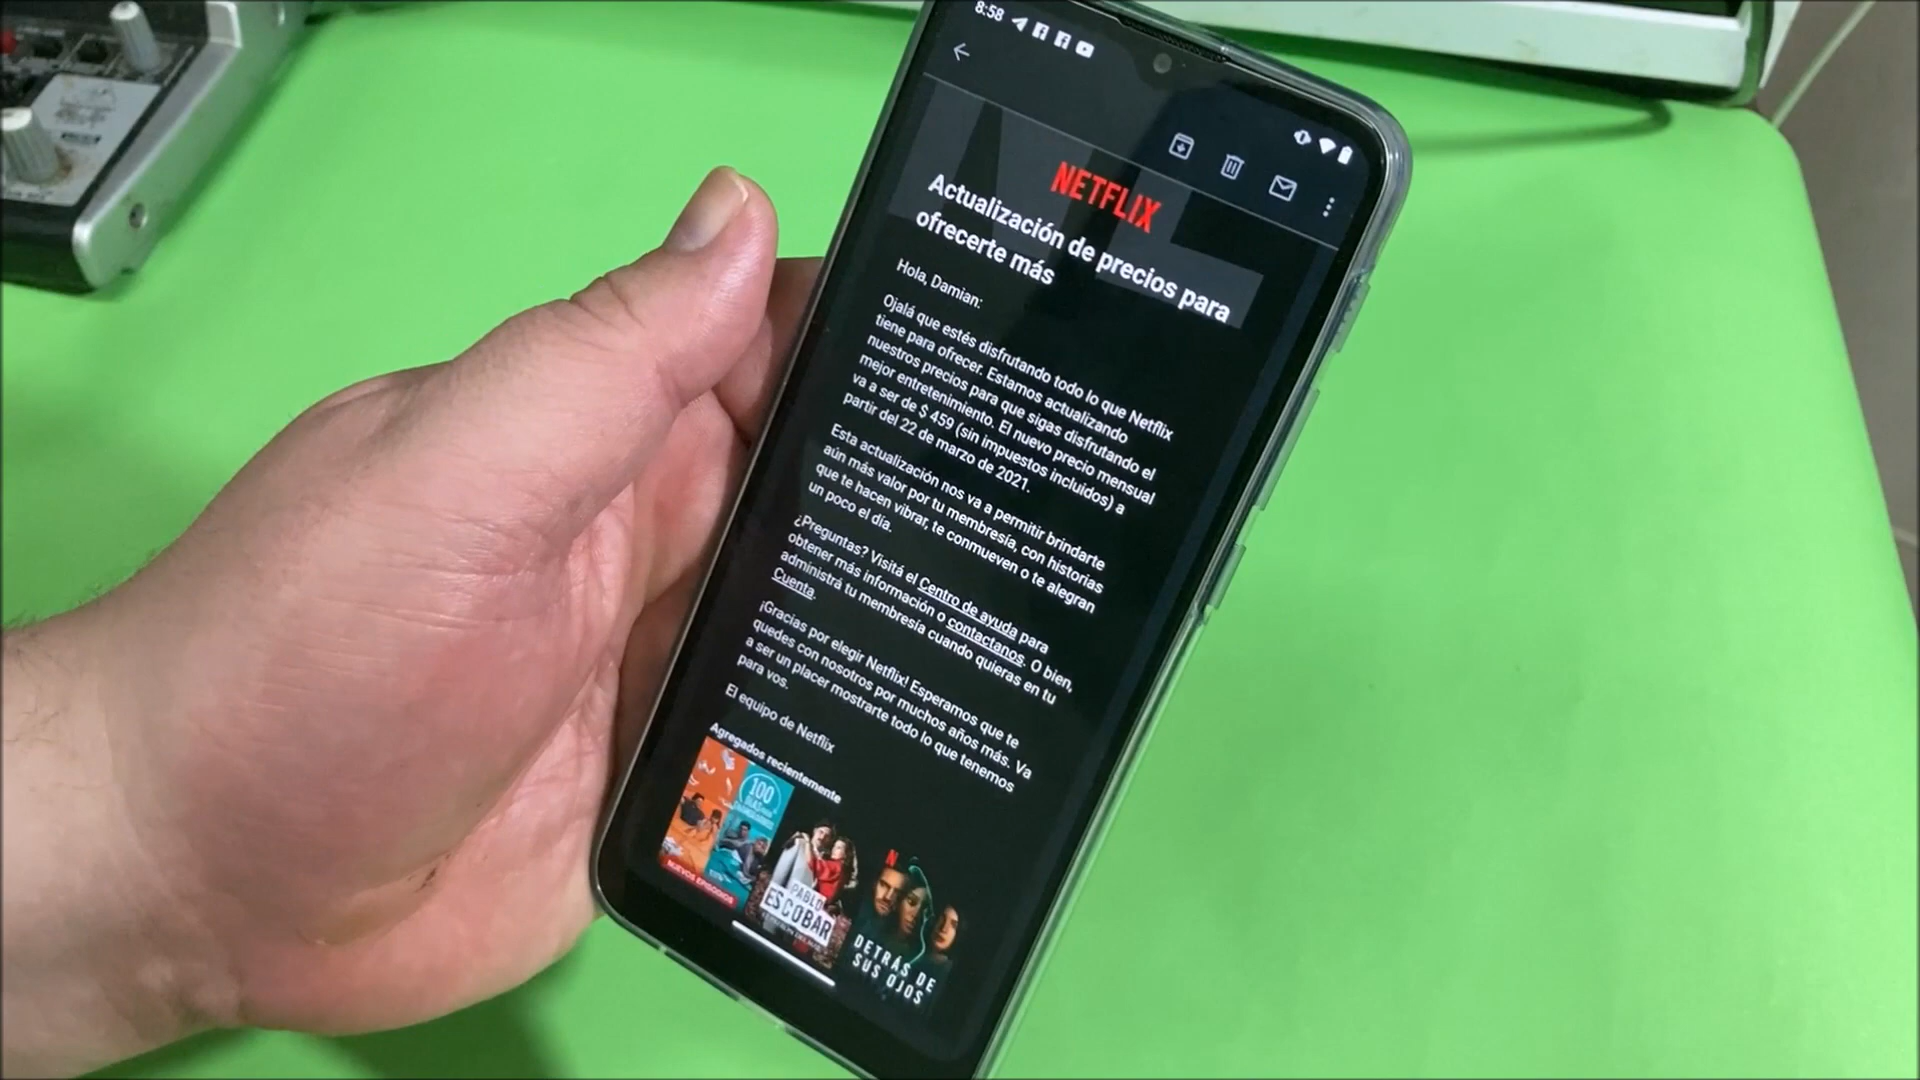 8:58
NETFLIX
Actualización de precios para
ofrecerte más
Hola, Damian:
Ojalá que estés disfrutando todo lo que Netflix
tiene para ofrecer. Estamos actualizando
nuestros precios para que sigas disfrutando el
mejor entretenimiento. El nuevo precio mensual
va a ser de $ 459 (sin impuestos incluidos) a
partir del 22 de marzo de 2021.
Esta actualización nos va a permitir brindarte
aún más valor por tu membresía, con historias
que te hacen vibrar, te conmueven o te alegran
un poco el día.
¿Preguntas? Visitá el Centro de ayuda para
obtener más información o contactanos. O bien,
administrá tu membresía cuando quieras en tu
Cuenta.
¡Gracias por elegir Netflix! Esperamos que te
quedes con nosotros por muchos años más. Va
a ser un placer mostrarte todo lo que tenemos
para vos.
El equipo de Netflix
Agregados recientemente
100
DÍAS
NUEVOS EPISODIOS
PABLO
ESCOBAR
N
DETRÁS DE
SUS OJOS